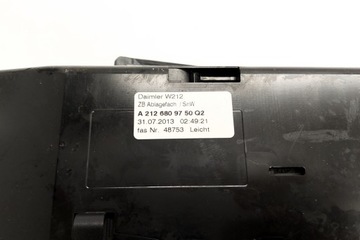 Daimler W212
ZB Ablagefach / SnW
A 212 680 97 50 Q2
31.07.2013 02:49:21
fas Nr. 48753 Leicht